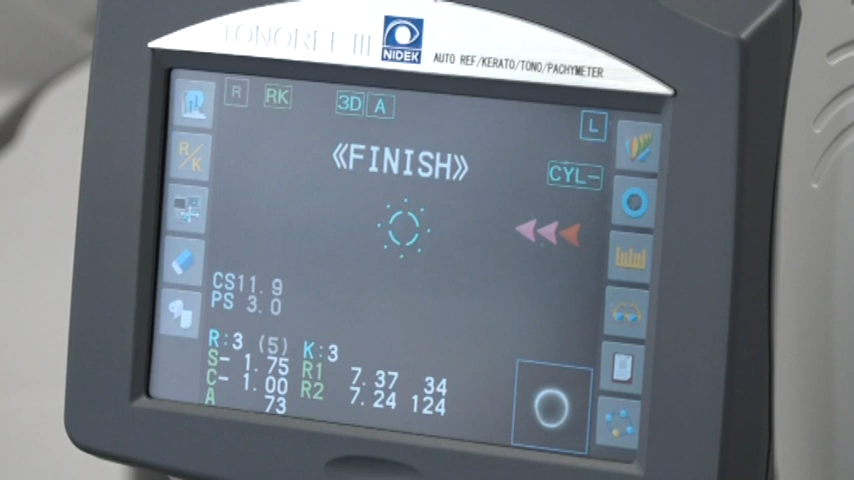 TONOREF III
NIDEK
AUTO REF/KERATO/TONO/PACHYMETER
R RK 3D A L
R/K
《FINISH》
CYL−
CS11.9
PS 3.0
R:3 (5) K:3
S− 1.75 R1 7.37 34
C− 1.00 R2 7.24 124
A 73